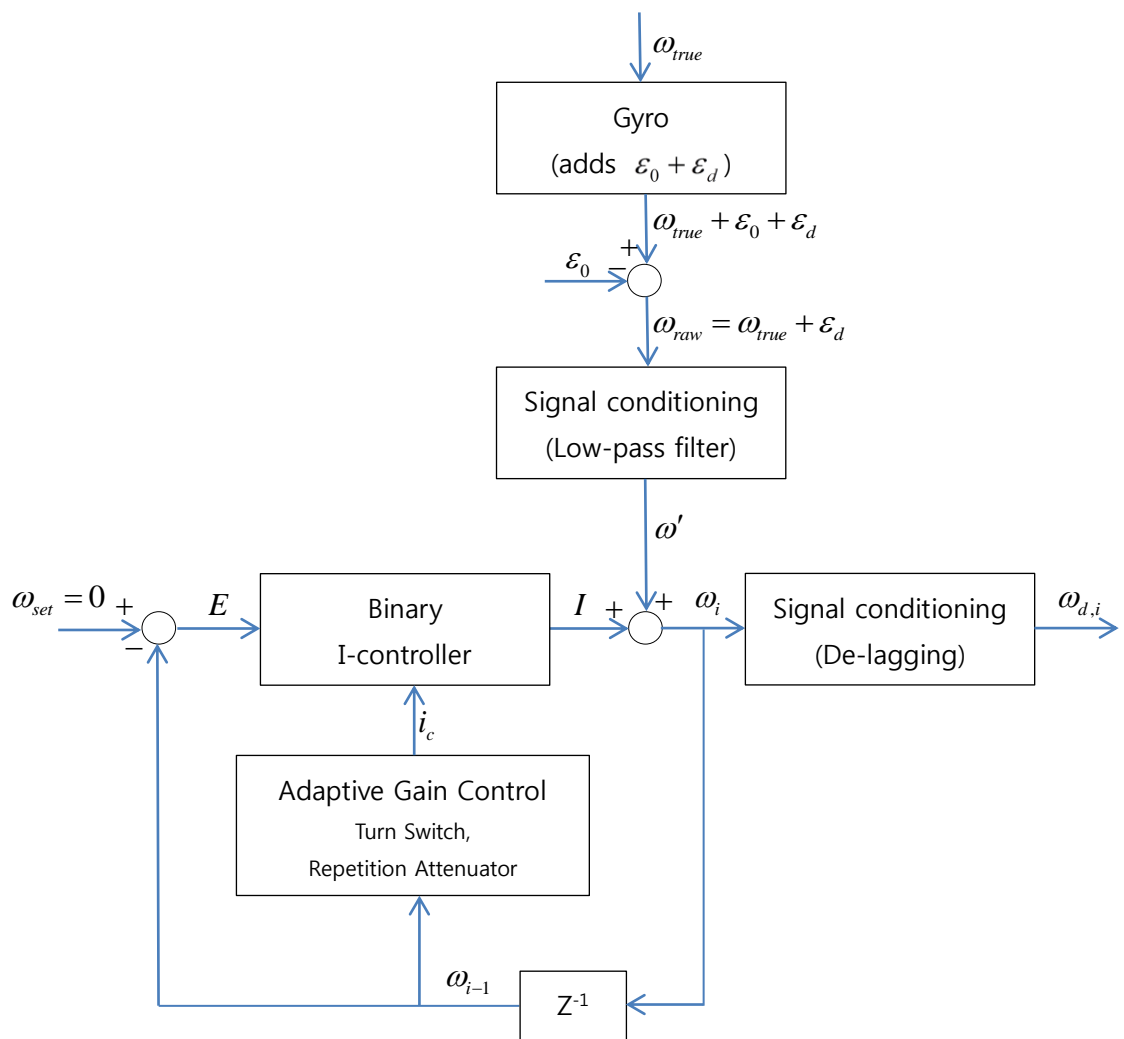 ω_true
Gyro
(adds ε_0 + ε_d)
ω_true + ε_0 + ε_d
+
ε_0
−
ω_raw = ω_true + ε_d
Signal conditioning
(Low-pass filter)
ω′
ω_set = 0
+
−
E
Binary
I-controller
I
+
+
ω_i
Signal conditioning
(De-lagging)
ω_d,i
i_c
Adaptive Gain Control
Turn Switch,
Repetition Attenuator
ω_i−1
Z⁻¹